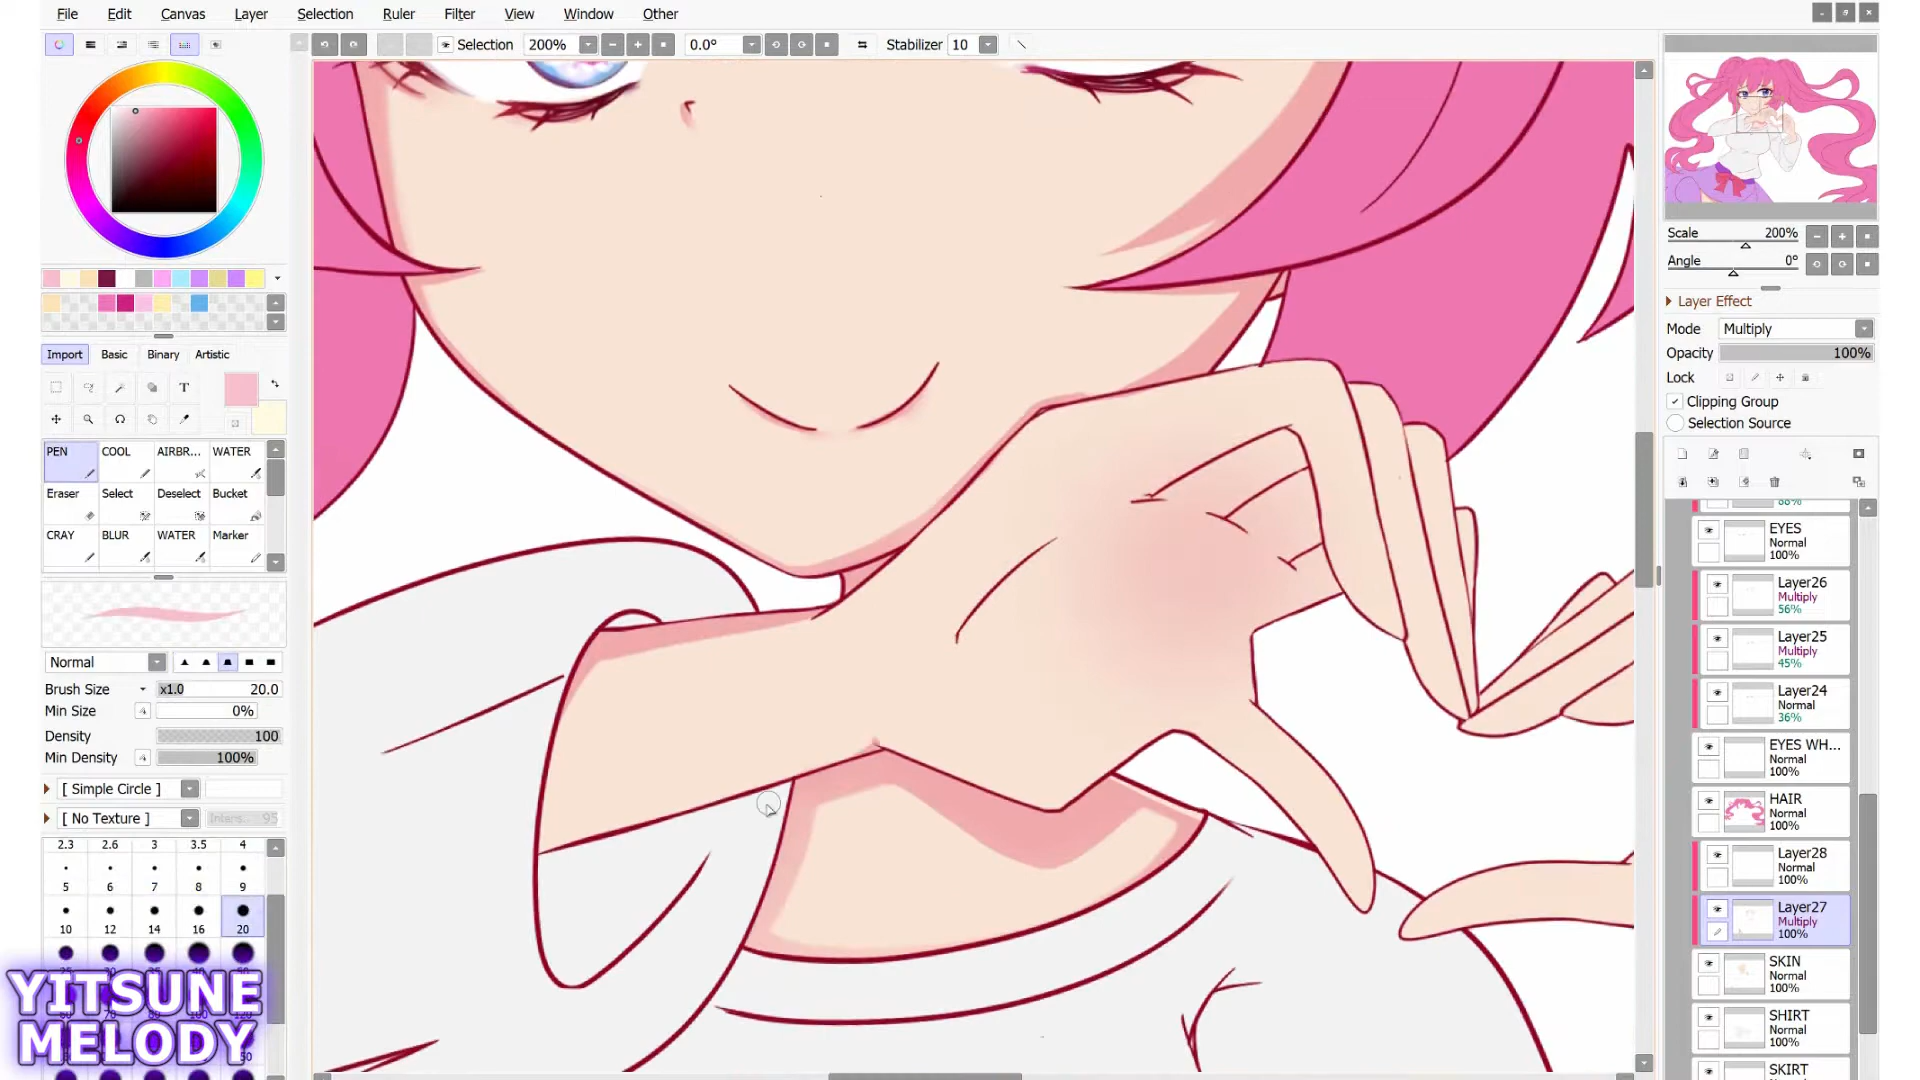 File Edit Canvas Layer Selection Ruler Filter View Window Other
Selection 200% 0.0° Stabilizer 10
Scale 200%
Angle 0°
Layer Effect
Mode Multiply
Opacity 100%
Lock
Clipping Group
Selection Source
Import Basic Binary Artistic
T
PEN COOL AIRBR... WATER
Eraser Select Deselect Bucket
CRAY BLUR WATER Marker
Normal
Brush Size x1.0 20.0
Min Size 0%
Density 100
Min Density 100%
[ Simple Circle ]
[ No Texture ] 95
2.3 2.6 3 3.5 4
5 6 7 8 9
10 12 14 16 20
YITSUNE
MELODY
EYES
Normal
100%
Layer26
Multiply
56%
Layer25
Multiply
45%
Layer24
Normal
36%
EYES WH...
Normal
100%
HAIR
Normal
100%
Layer28
Normal
100%
Layer27
Multiply
100%
SKIN
Normal
100%
SHIRT
Normal
100%
SKIRT